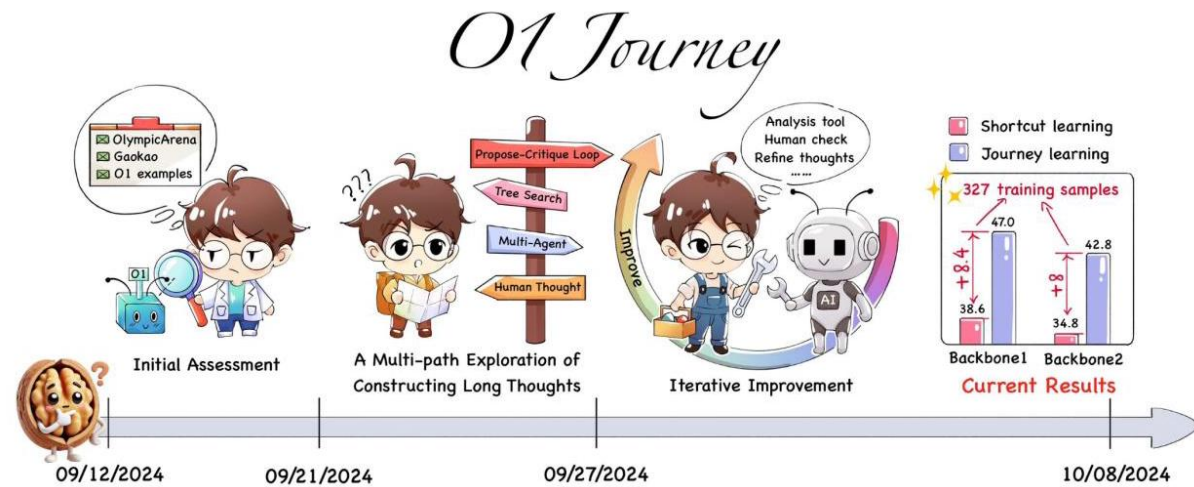 O1 Journey
OlympicArena
Gaokao
O1 examples
O1
Initial Assessment
???
Propose-Critique Loop
Tree Search
Multi-Agent
Human Thought
A Multi-path Exploration of
Constructing Long Thoughts
Improve
Analysis tool
Human check
Refine thoughts
... ...
AI
Iterative Improvement
Shortcut learning
Journey learning
327 training samples
47.0
+8.4
38.6
42.8
+8
34.8
Backbone1
Backbone2
Current Results
?
09/12/2024
09/21/2024
09/27/2024
10/08/2024